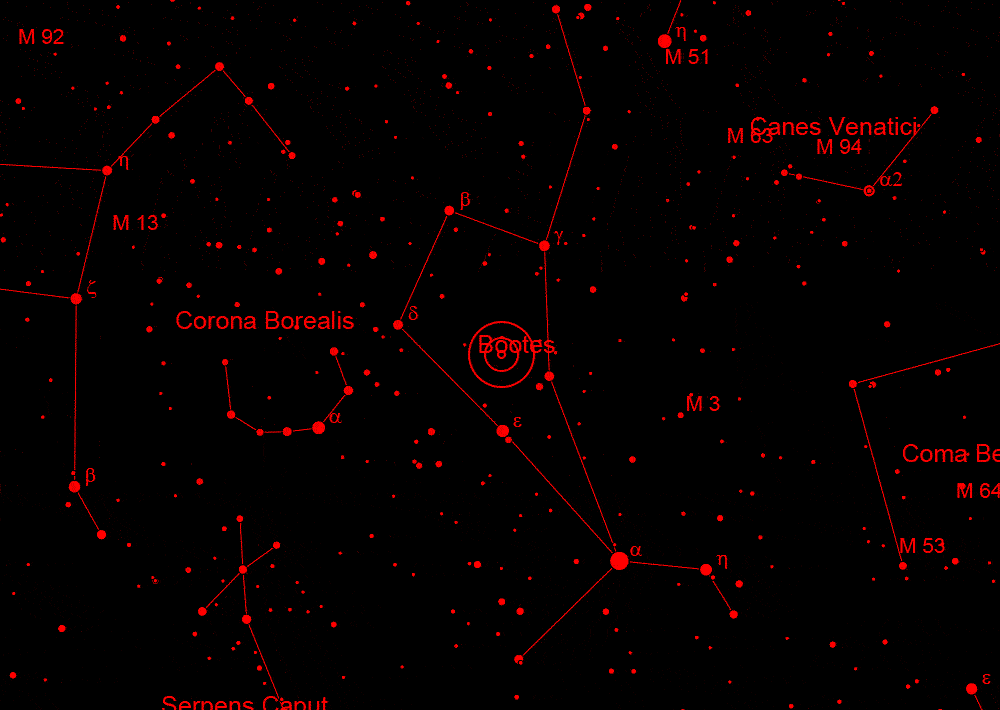 M 92
η
M 51
Canes Venatici
M 63
M 94
η
α2
β
M 13
γ
ζ
δ
Corona Borealis
Bootes
M 3
α
ε
Coma Be
β
M 64
M 53
α
η
ε
Serpens Caput